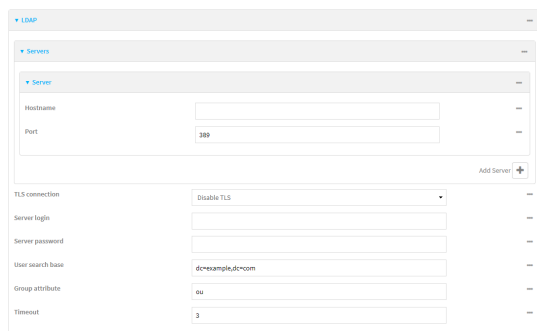 LDAP
Servers
Server
Hostname
Port 389
Add Server
TLS connection Disable TLS
Server login
Server password
User search base dc=example,dc=com
Group attribute ou
Timeout 3